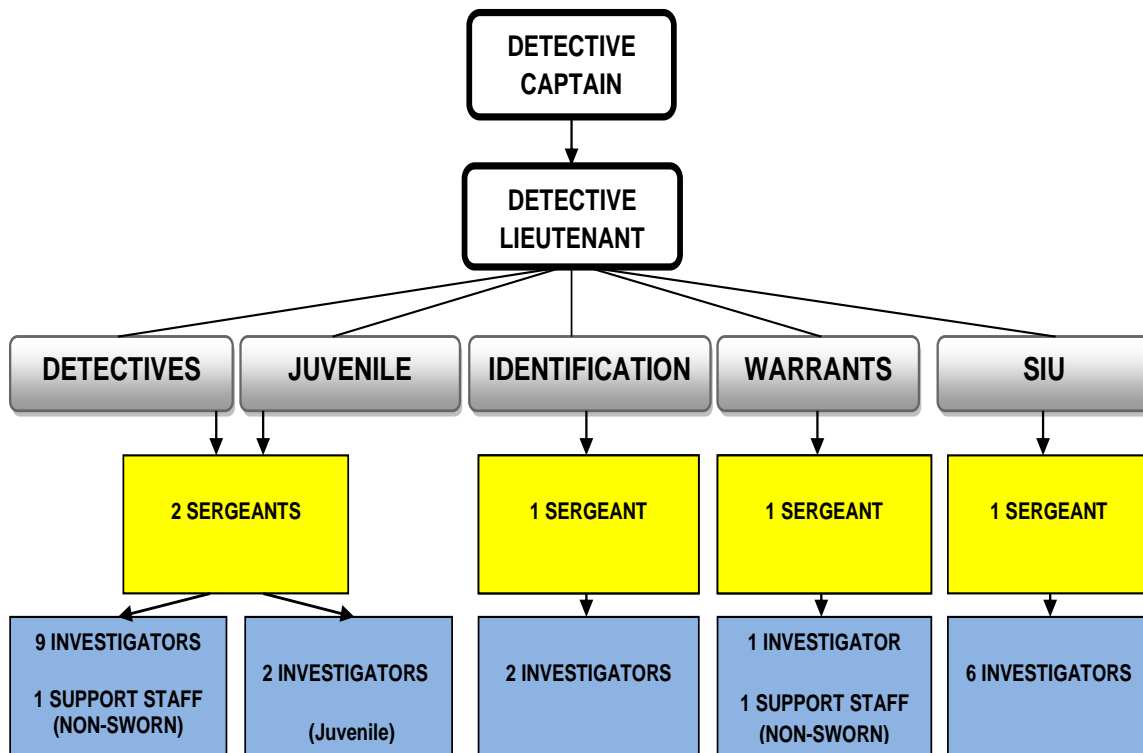 DETECTIVE
CAPTAIN
DETECTIVE
LIEUTENANT
DETECTIVES
JUVENILE
IDENTIFICATION
WARRANTS
SIU
2 SERGEANTS
1 SERGEANT
1 SERGEANT
1 SERGEANT
9 INVESTIGATORS
1 SUPPORT STAFF
(NON-SWORN)
2 INVESTIGATORS
(Juvenile)
2 INVESTIGATORS
1 INVESTIGATOR
1 SUPPORT STAFF
(NON-SWORN)
6 INVESTIGATORS